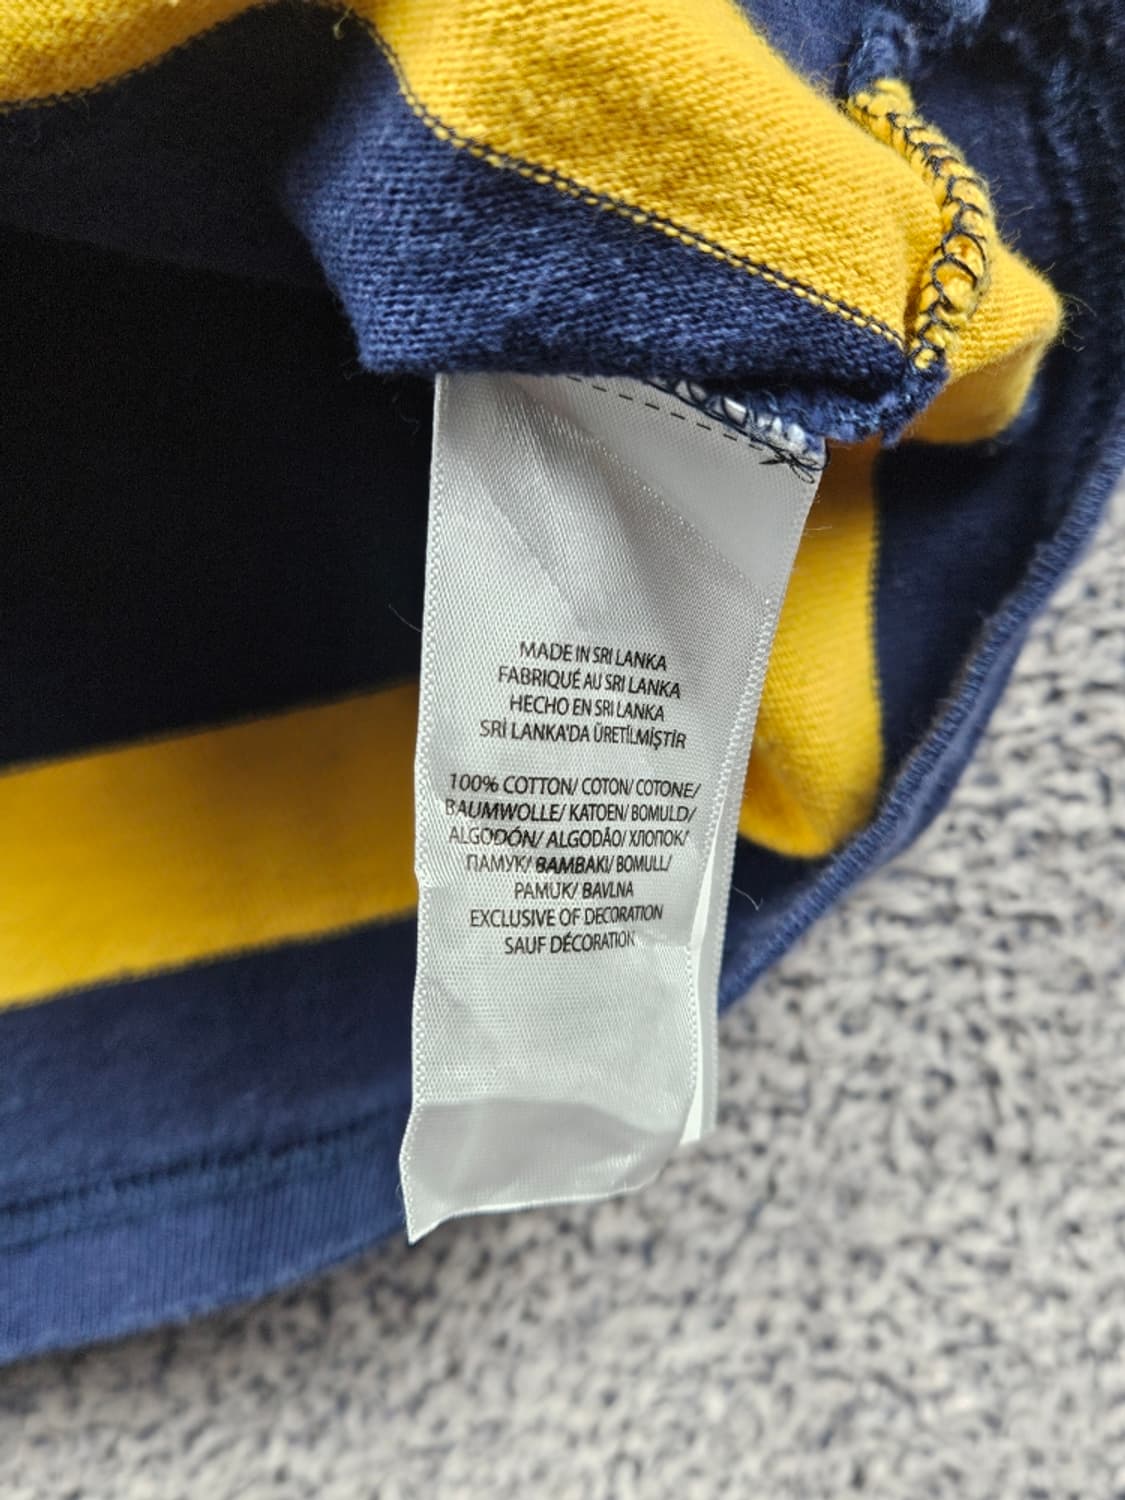 MADE IN SRI LANKA
FABRIQUÉ AU SRI LANKA
HECHO EN SRI LANKA
SRİ LANKA'DA ÜRETİLMİŞTİR
100% COTTON/ COTON/ COTONE/
BAUMWOLLE/ KATOEN/ BOMULD/
ALGODÓN/ ALGODÃO/ ХЛОПОК/
ПАМУК/ BAMBAKI/ BOMULL/
PAMUK/ BAVLNA
EXCLUSIVE OF DECORATION
SAUF DÉCORATION